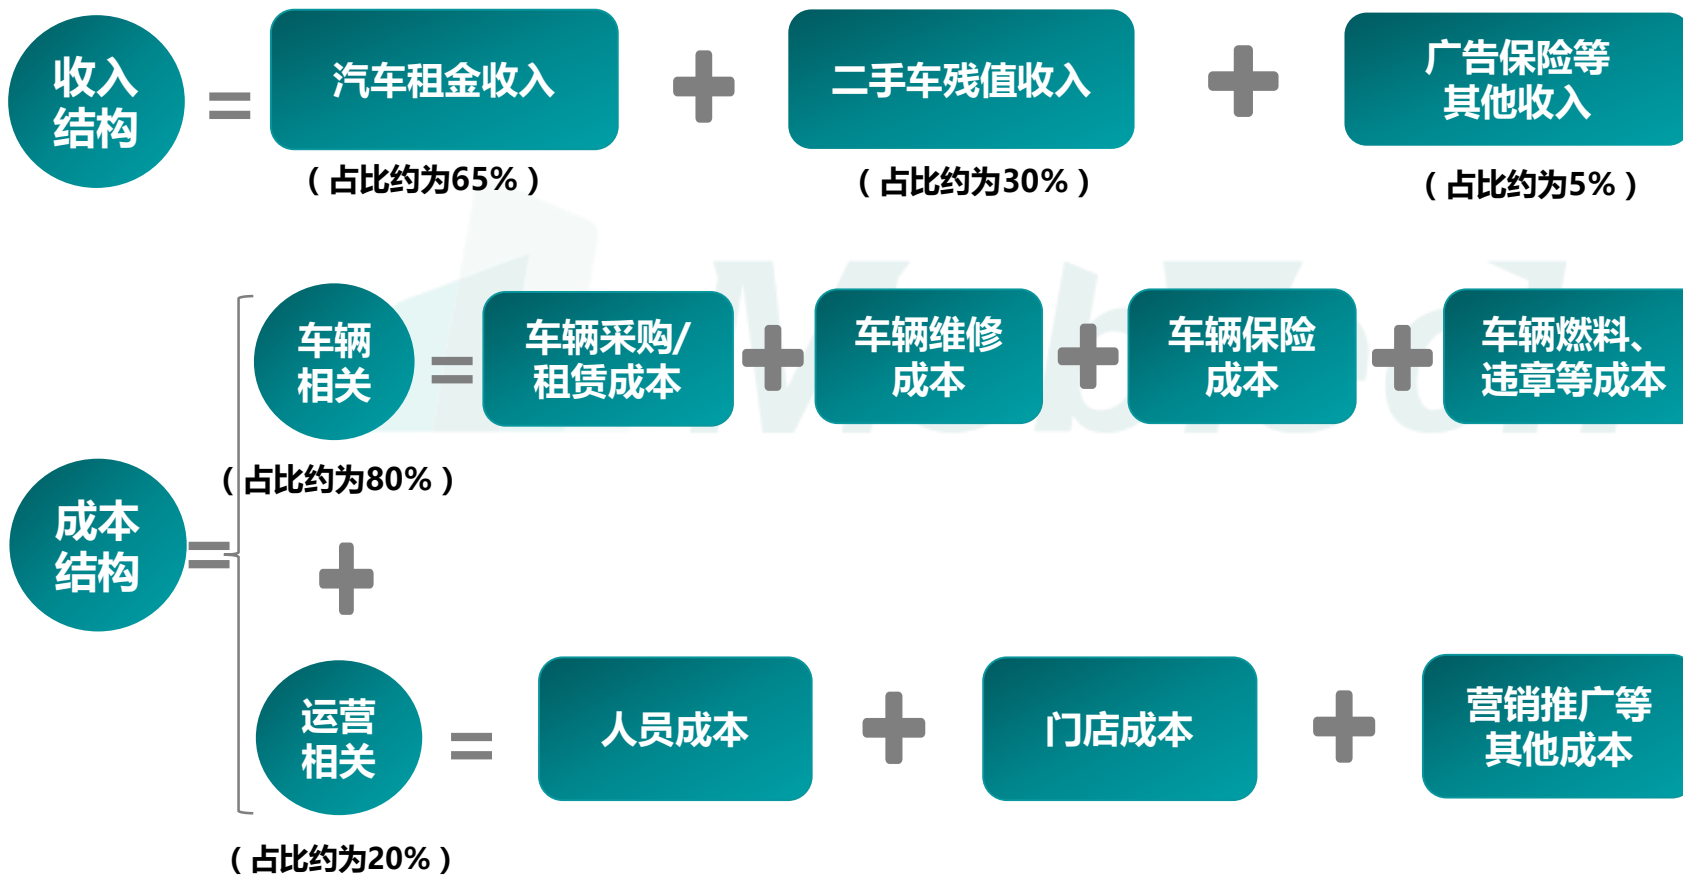 收入
结构
=
汽车租金收入
二手车残值收入
广告保险等
其他收入
（占比约为65%）
（占比约为30%）
（占比约为5%）
MobTech
车辆
相关
=
车辆采购/
租赁成本
车辆维修
成本
车辆保险
成本
车辆燃料、
违章等成本
（占比约为80%）
成本
结构
=
运营
相关
=
人员成本
门店成本
营销推广等
其他成本
（占比约为20%）